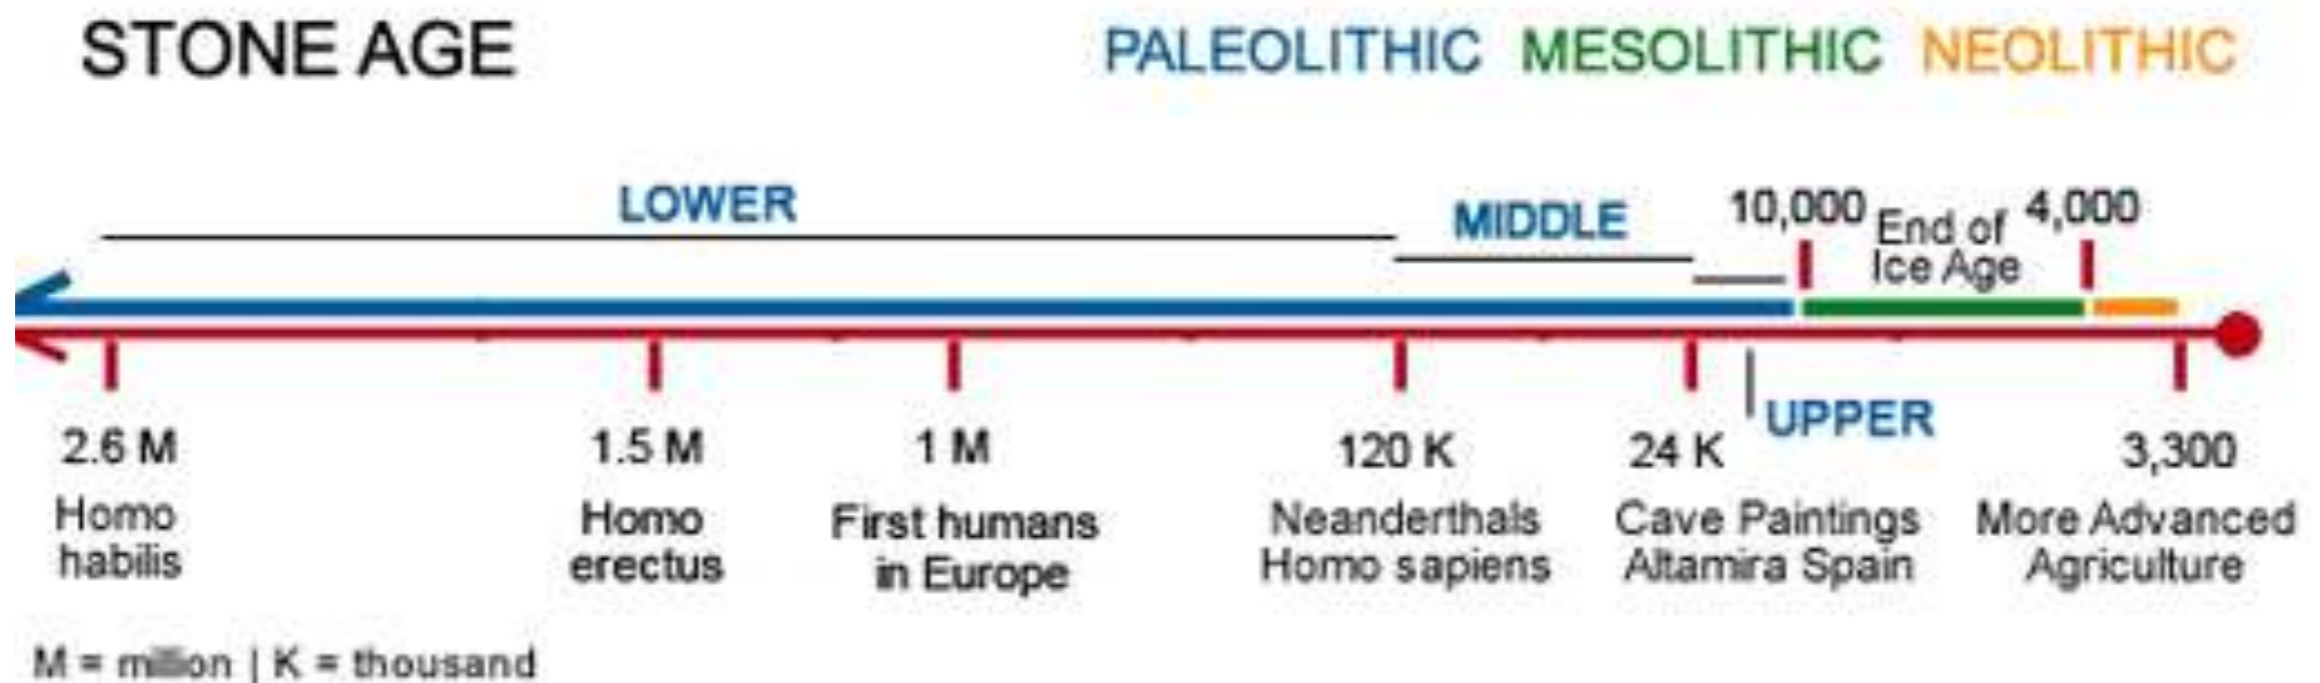 STONE AGE
PALEOLITHIC MESOLITHIC NEOLITHIC
LOWER
MIDDLE
10,000
End of
Ice Age
4,000
UPPER
2.6 M
Homo
habilis
1.5 M
Homo
erectus
1 M
First humans
in Europe
120 K
Neanderthals
Homo sapiens
24 K
Cave Paintings
Altamira Spain
3,300
More Advanced
Agriculture
M = million | K = thousand